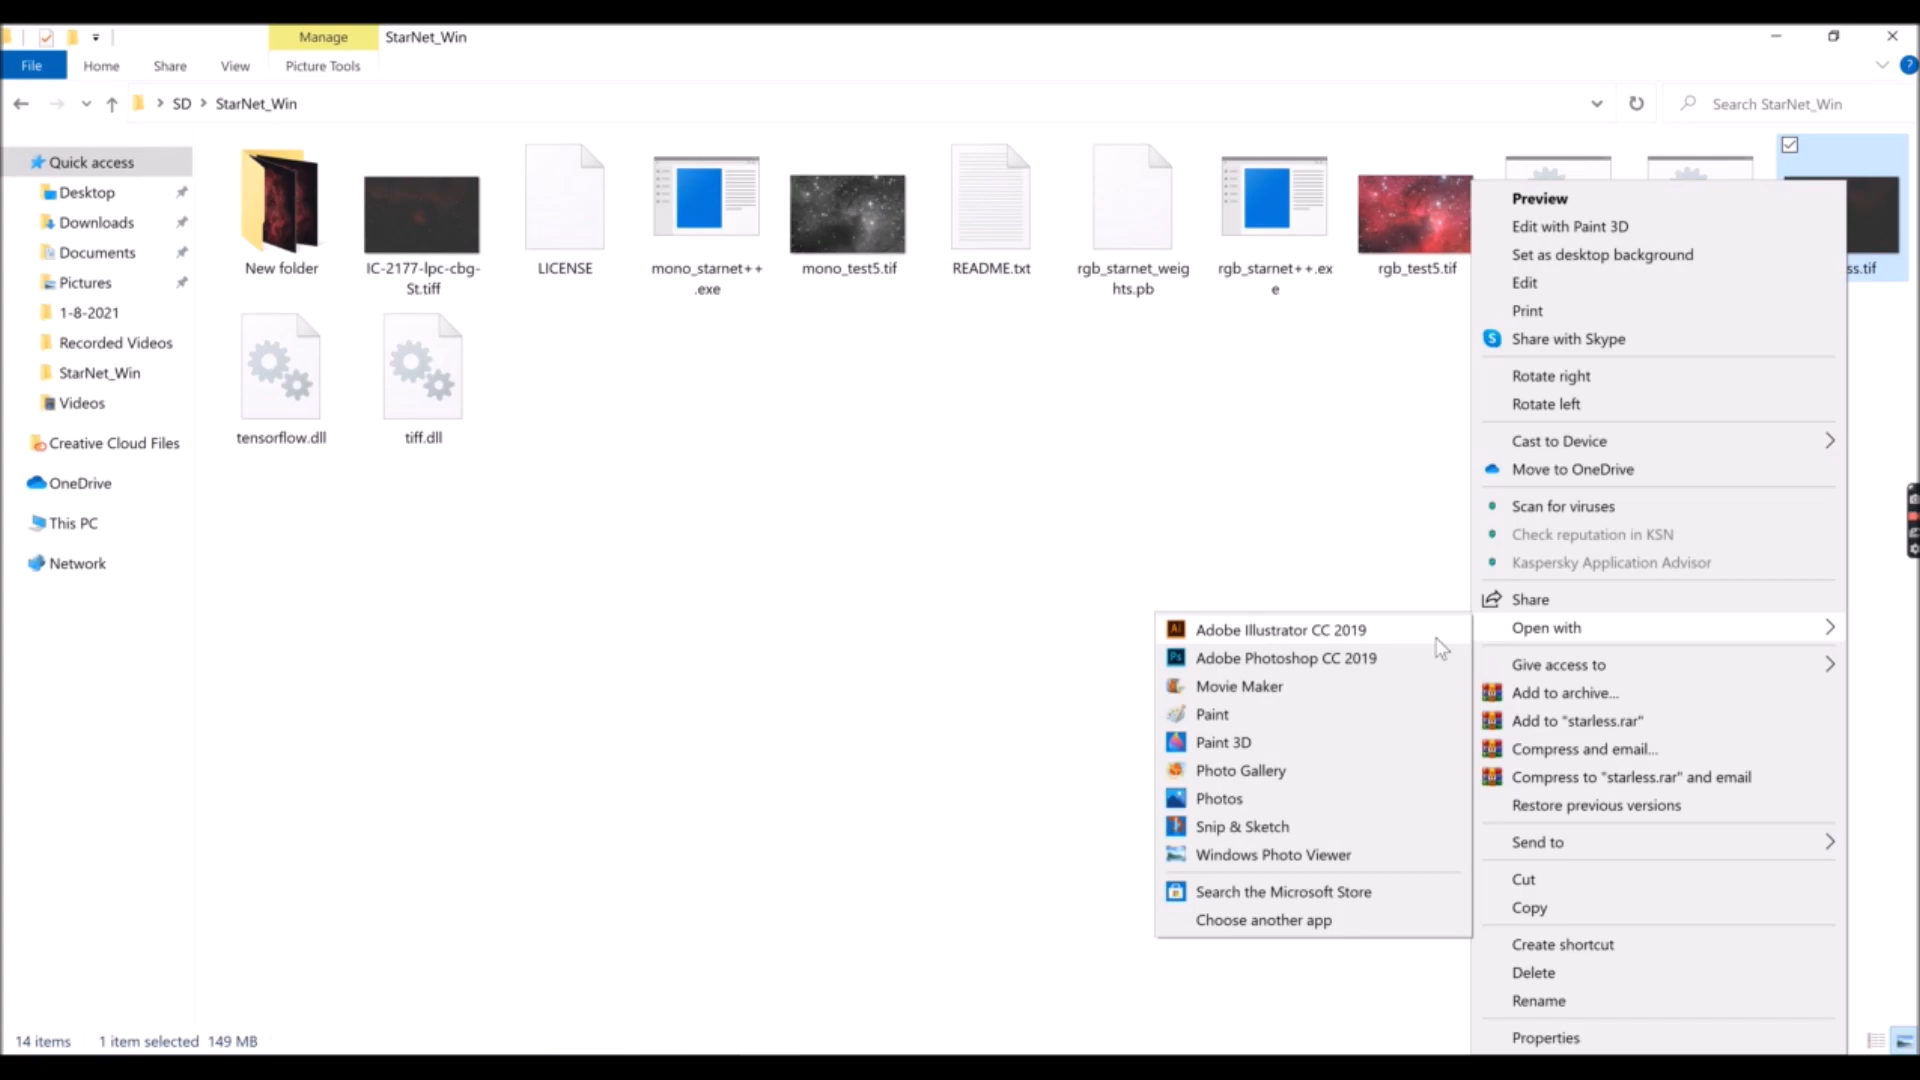 Manage
StarNet_Win
File
Home
Share
View
Picture Tools
SD
StarNet_Win
Search StarNet_Win
Quick access
Desktop
Downloads
Documents
Pictures
1-8-2021
Recorded Videos
StarNet_Win
Videos
Creative Cloud Files
OneDrive
This PC
Network
New folder
IC-2177-lpc-cbg-
St.tiff
LICENSE
mono_starnet++
.exe
mono_test5.tif
README.txt
rgb_starnet_weig
hts.pb
rgb_starnet++.ex
e
rgb_test5.tif
ss.tif
tensorflow.dll
tiff.dll
Preview
Edit with Paint 3D
Set as desktop background
Edit
Print
Share with Skype
Rotate right
Rotate left
Cast to Device
Move to OneDrive
Scan for viruses
Check reputation in KSN
Kaspersky Application Advisor
Share
Open with
Give access to
Add to archive...
Add to "starless.rar"
Compress and email...
Compress to "starless.rar" and email
Restore previous versions
Send to
Cut
Copy
Create shortcut
Delete
Rename
Properties
Adobe Illustrator CC 2019
Adobe Photoshop CC 2019
Movie Maker
Paint
Paint 3D
Photo Gallery
Photos
Snip & Sketch
Windows Photo Viewer
Search the Microsoft Store
Choose another app
14 items
1 item selected 149 MB